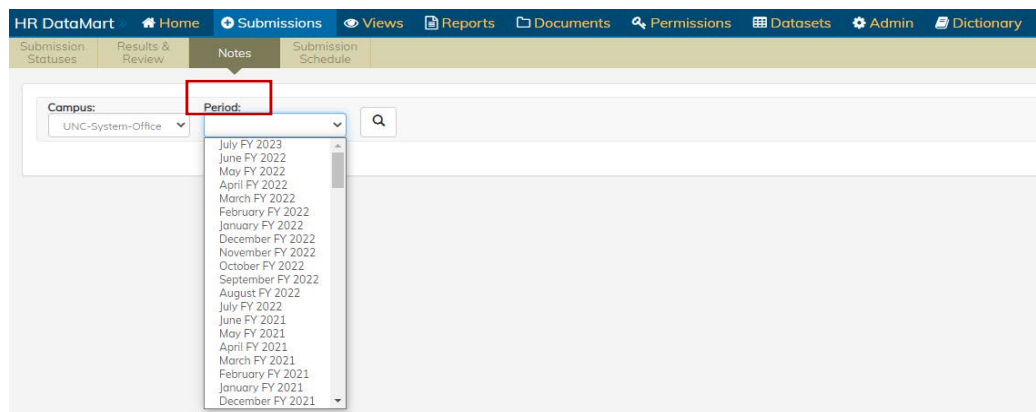 HR DataMart Home Submissions Views Reports Documents Permissions Datasets Admin Dictionary
Submission Statuses
Results & Review
Notes
Submission Schedule
Campus:
UNC-System-Office
Period:
July FY 2023
June FY 2022
May FY 2022
April FY 2022
March FY 2022
February FY 2022
January FY 2022
December FY 2022
November FY 2022
October FY 2022
September FY 2022
August FY 2022
July FY 2022
June FY 2021
May FY 2021
April FY 2021
March FY 2021
February FY 2021
January FY 2021
December FY 2021